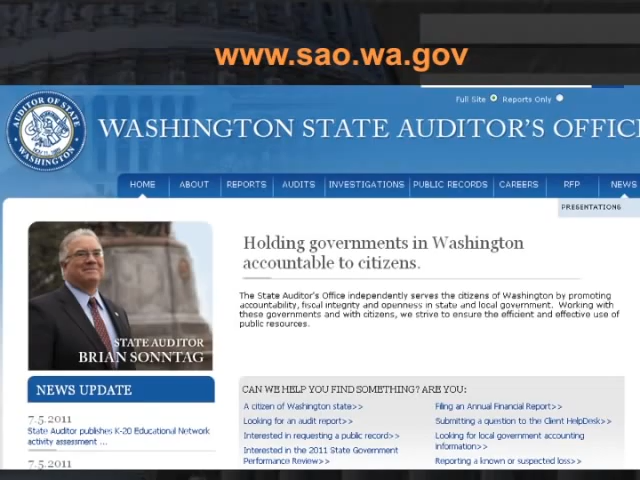 www.sao.wa.gov
Full Site Reports Only
AUDITOR OF STATE
WASHINGTON
WASHINGTON STATE AUDITOR'S OFFICE
HOME ABOUT REPORTS AUDITS INVESTIGATIONS PUBLIC RECORDS CAREERS RFP NEWS
PRESENTATIONS
Holding governments in Washington
accountable to citizens.
The State Auditor's Office independently serves the citizens of Washington by promoting
accountability, fiscal integrity and openness in state and local government. Working with
these governments and with citizens, we strive to ensure the efficient and effective use of
public resources.
STATE AUDITOR
BRIAN SONNTAG
NEWS UPDATE
7.5.2011
State Auditor publishes K-20 Educational Network
activity assessment ...
7.5.2011
CAN WE HELP YOU FIND SOMETHING? ARE YOU:
A citizen of Washington state>>
Looking for an audit report>>
Interested in requesting a public record>>
Interested in the 2011 State Government
Performance Review>>
Filing an Annual Financial Report>>
Submitting a question to the Client HelpDesk>>
Looking for local government accounting
information>>
Reporting a known or suspected loss>>